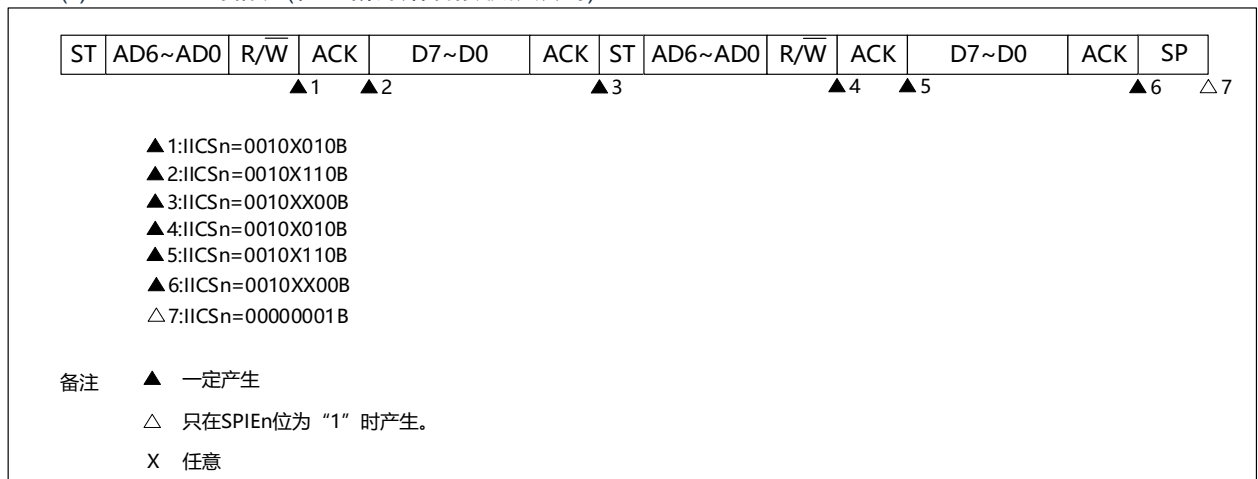 ST AD6~AD0 R/W ACK D7~D0 ACK ST AD6~AD0 R/W ACK D7~D0 ACK SP
▲1 ▲2 ▲3 ▲4 ▲5 ▲6 △7
▲1:IICSn=0010X010B
▲2:IICSn=0010X110B
▲3:IICSn=0010XX00B
▲4:IICSn=0010X010B
▲5:IICSn=0010X110B
▲6:IICSn=0010XX00B
△7:IICSn=00000001B
备注 ▲ 一定产生
△ 只在SPIEn位为“1”时产生。
X 任意